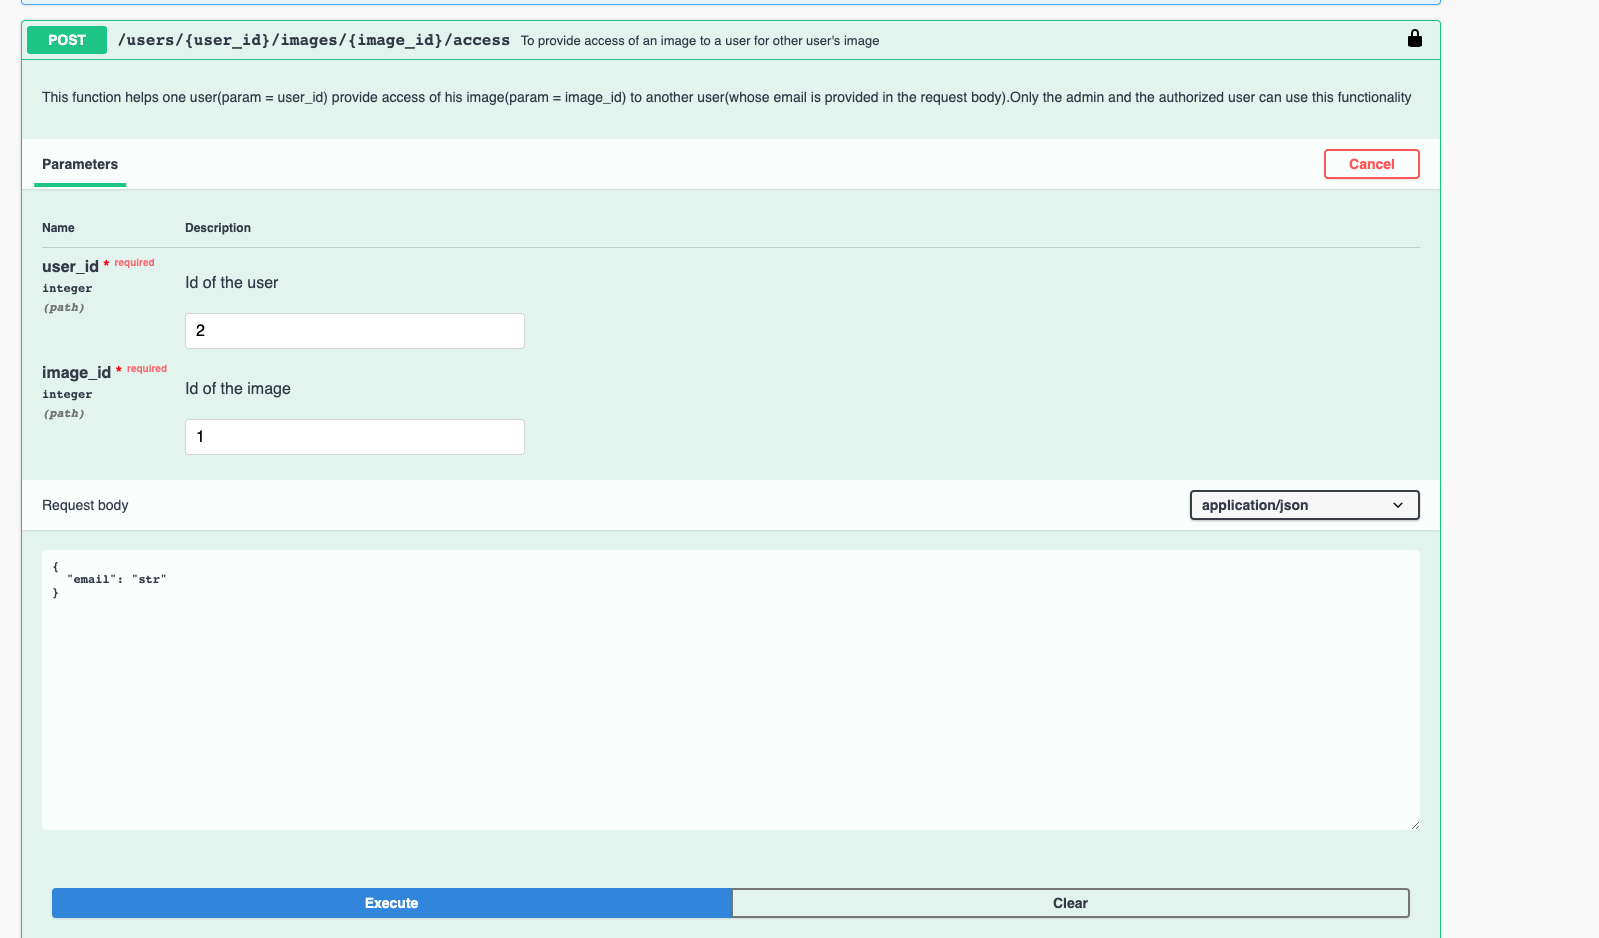 POST /users/{user_id}/images/{image_id}/access To provide access of an image to a user for other user's image
This function helps one user(param = user_id) provide access of his image(param = image_id) to another user(whose email is provided in the request body).Only the admin and the authorized user can use this functionality
Parameters Cancel
Name Description
user_id * required
integer
(path)
Id of the user
2
image_id * required
integer
(path)
Id of the image
1
Request body application/json
{
  "email": "str"
}
Execute Clear